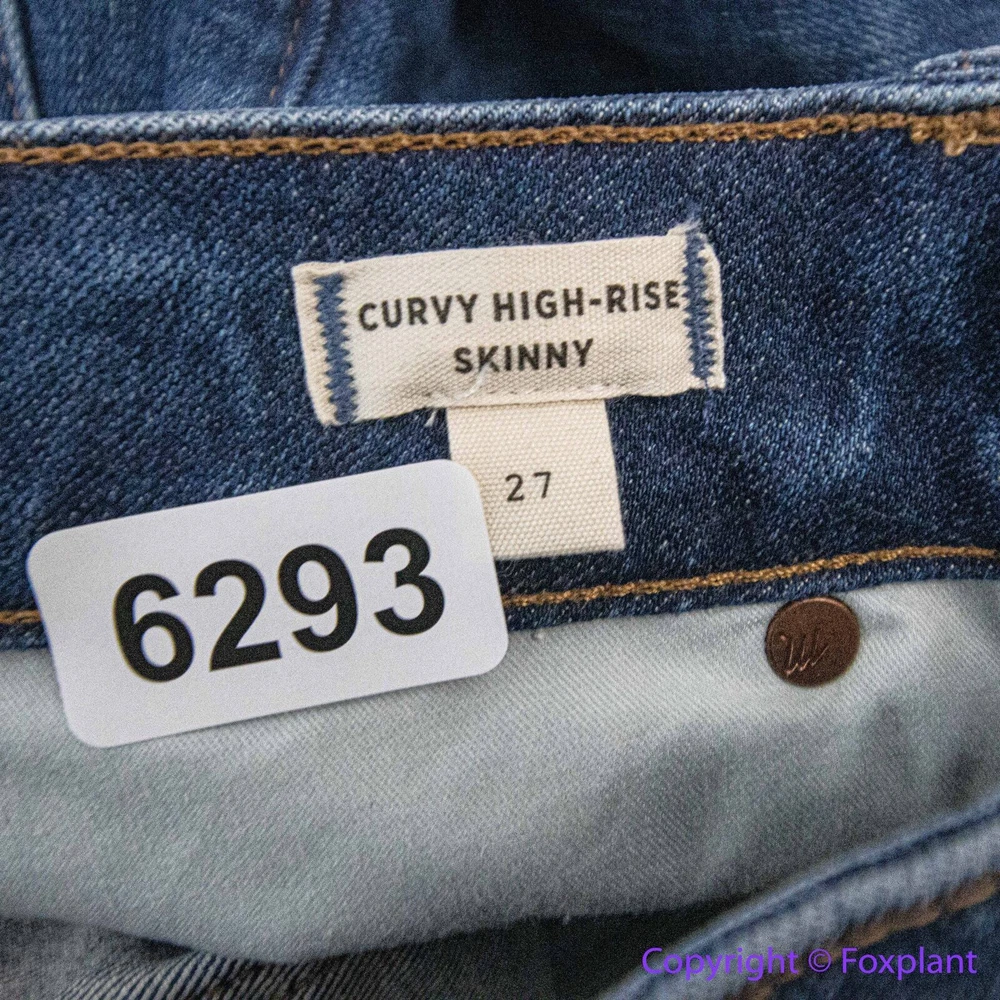 CURVY HIGH-RISE
SKINNY
27
6293
Copyright © Foxplant